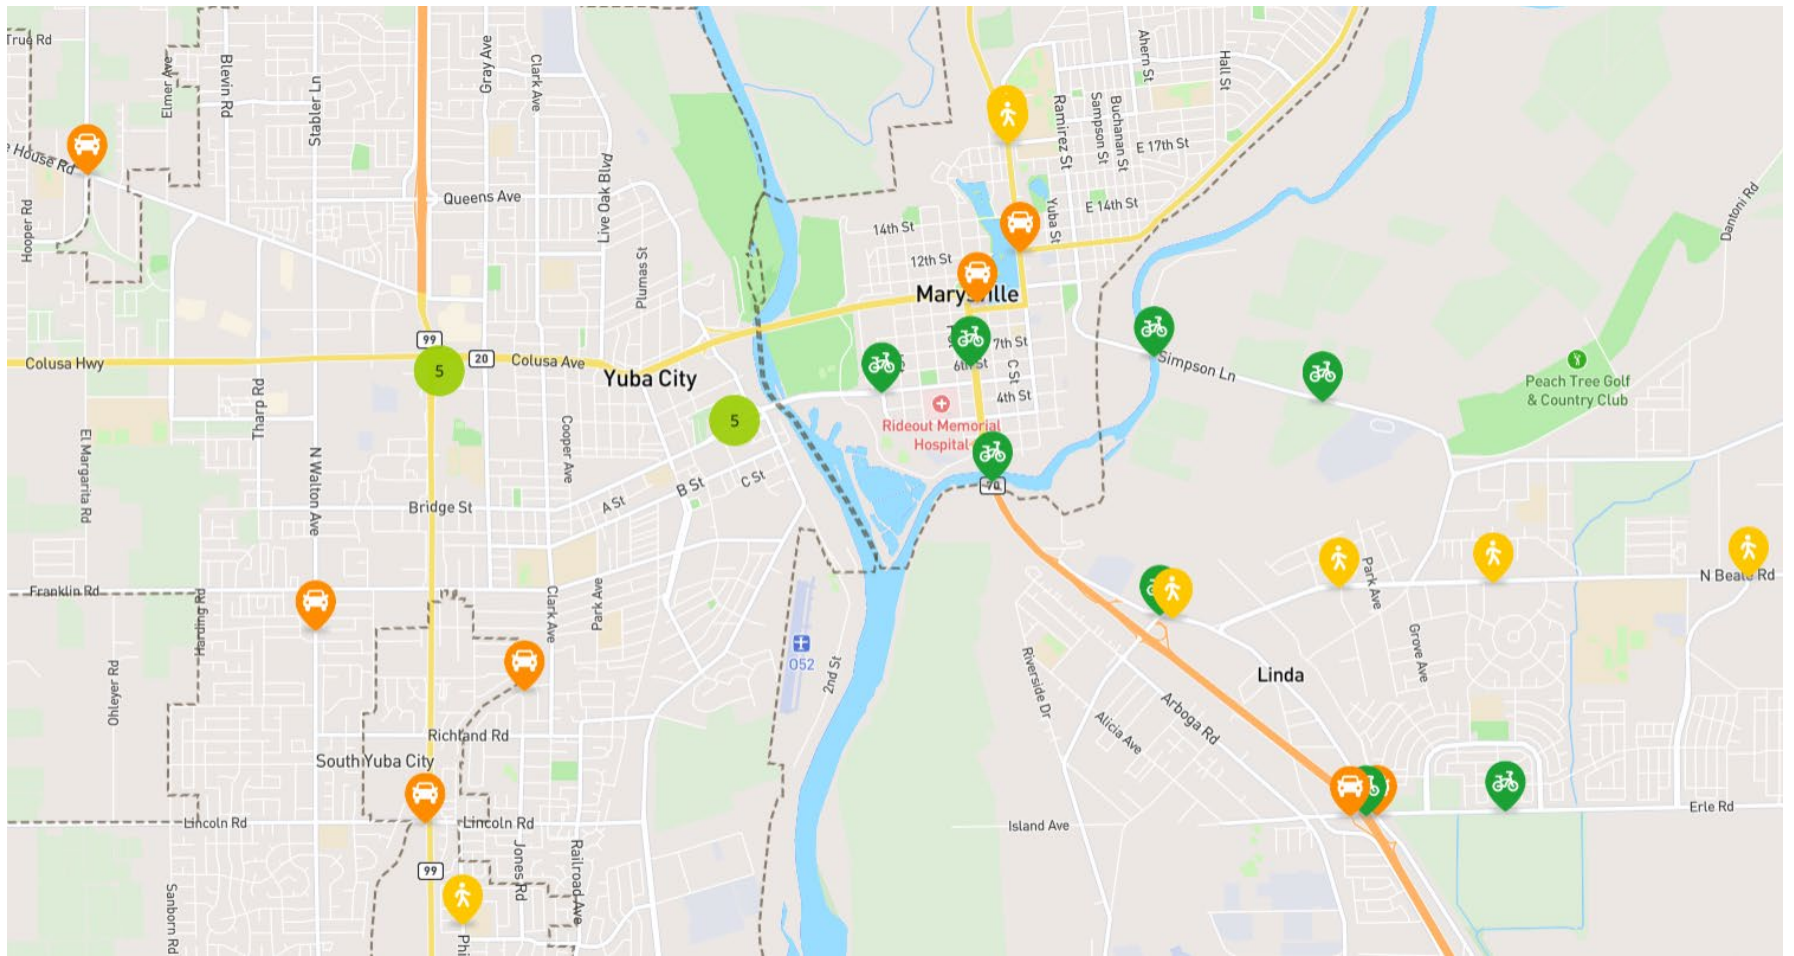 True Rd
Elmer Ave
Blevin Rd
Stabler Ln
Gray Ave
Clark Ave
Ahern St
Hall St
Ramirez St
Sampson St
Buchanan St
E 17th St
e House Rd
Hooper Rd
Queens Ave
Live Oak Blvd
Plumas St
14th St
12th St
Yuba St
E 14th St
Dantoni Rd
Marysville
99
20
Colusa Hwy
Colusa Ave
5
Yuba City
5
7th St
6th St
C St
4th St
Simpson Ln
Peach Tree Golf
& Country Club
Rideout Memorial
Hospital
Tharp Rd
El Margarita Rd
N Walton Ave
Cooper Ave
Bridge St
A St
B St
C St
70
Franklin Rd
Harding Rd
Clark Ave
Park Ave
Park Ave
N Beale Rd
Ohleyer Rd
O52
2nd St
Riverside Dr
Alicia Ave
Arboga Rd
Linda
Grove Ave
Richland Rd
South Yuba City
Lincoln Rd
Lincoln Rd
Island Ave
Erle Rd
99
Sanborn Rd
Jones Rd
Railroad Ave
Phi